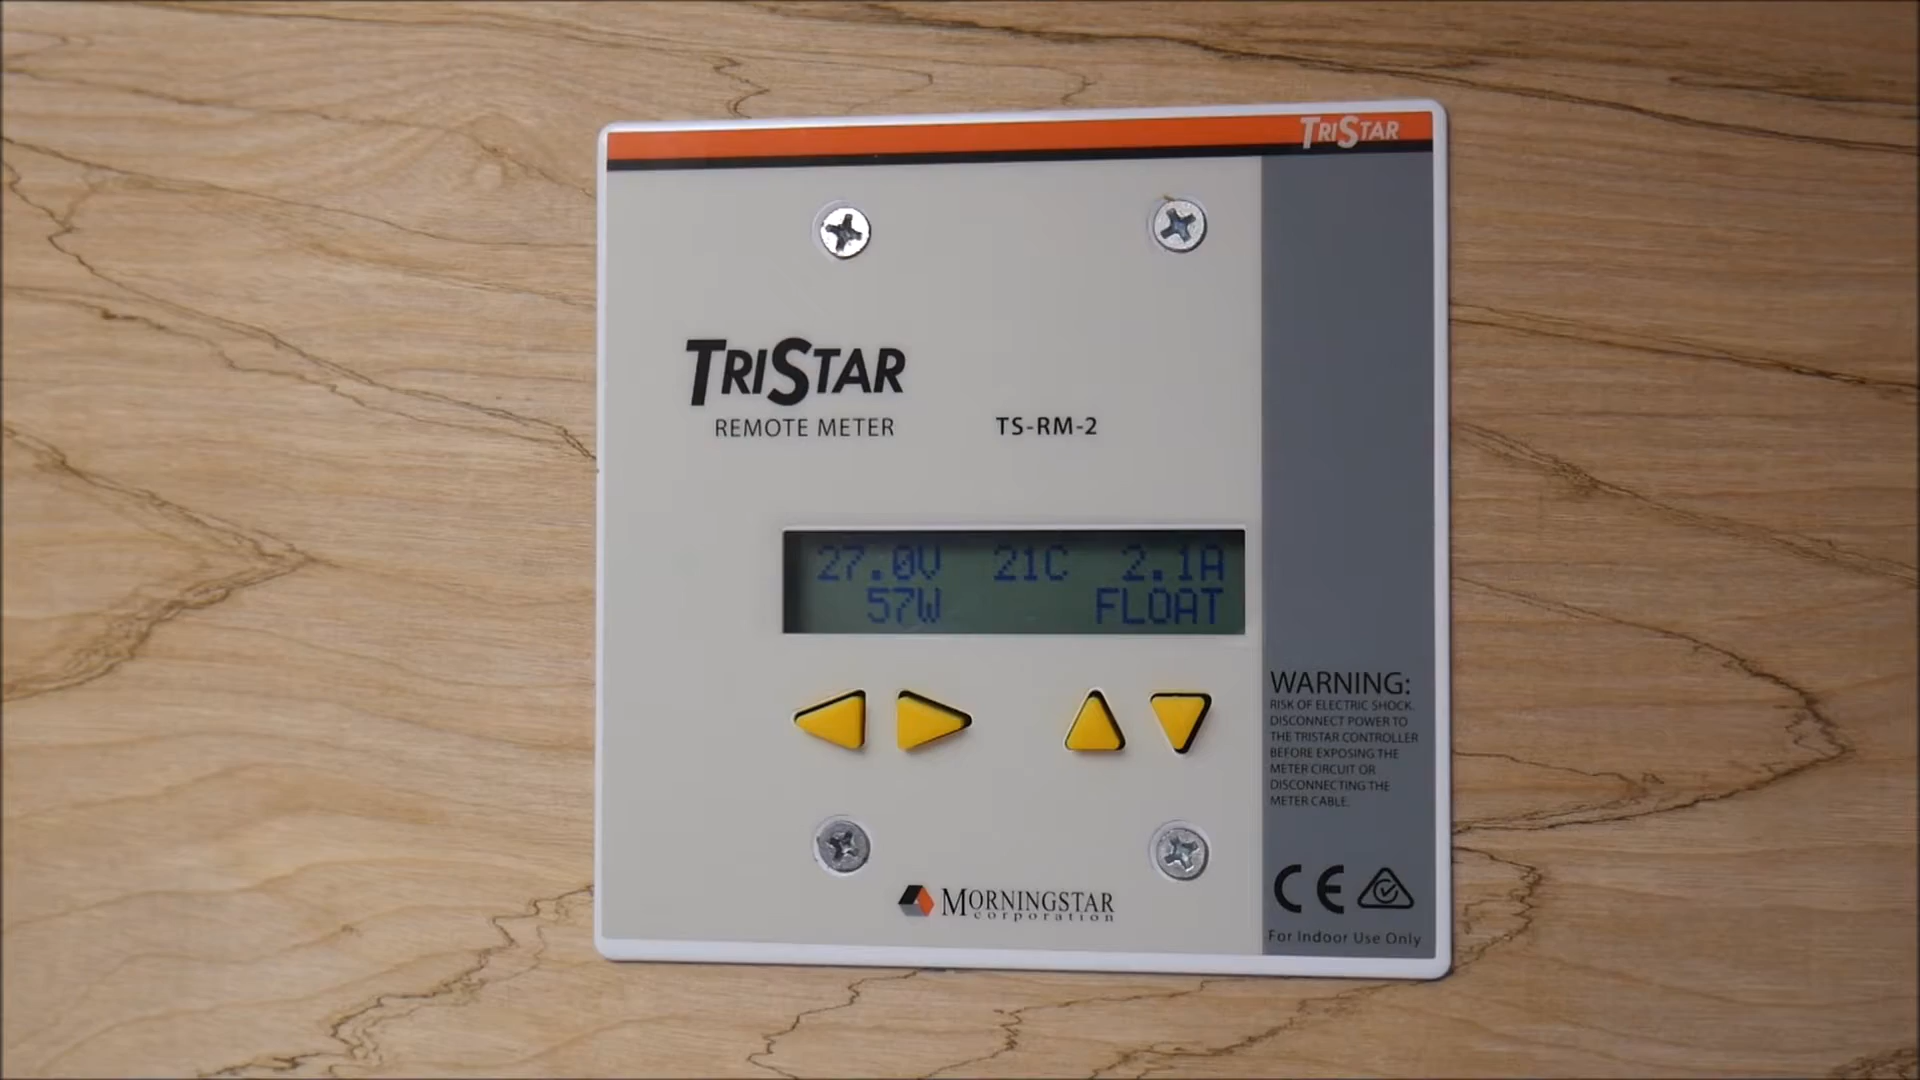 TRISTAR
TRISTAR
REMOTE METER TS-RM-2
27.0V 21C 2.1A
57W FLOAT
WARNING:
RISK OF ELECTRIC SHOCK.
DISCONNECT POWER TO
THE TRISTAR CONTROLLER
BEFORE EXPOSING THE
METER CIRCUIT OR
DISCONNECTING THE
METER CABLE.
MORNINGSTAR
corporation
CE
For Indoor Use Only